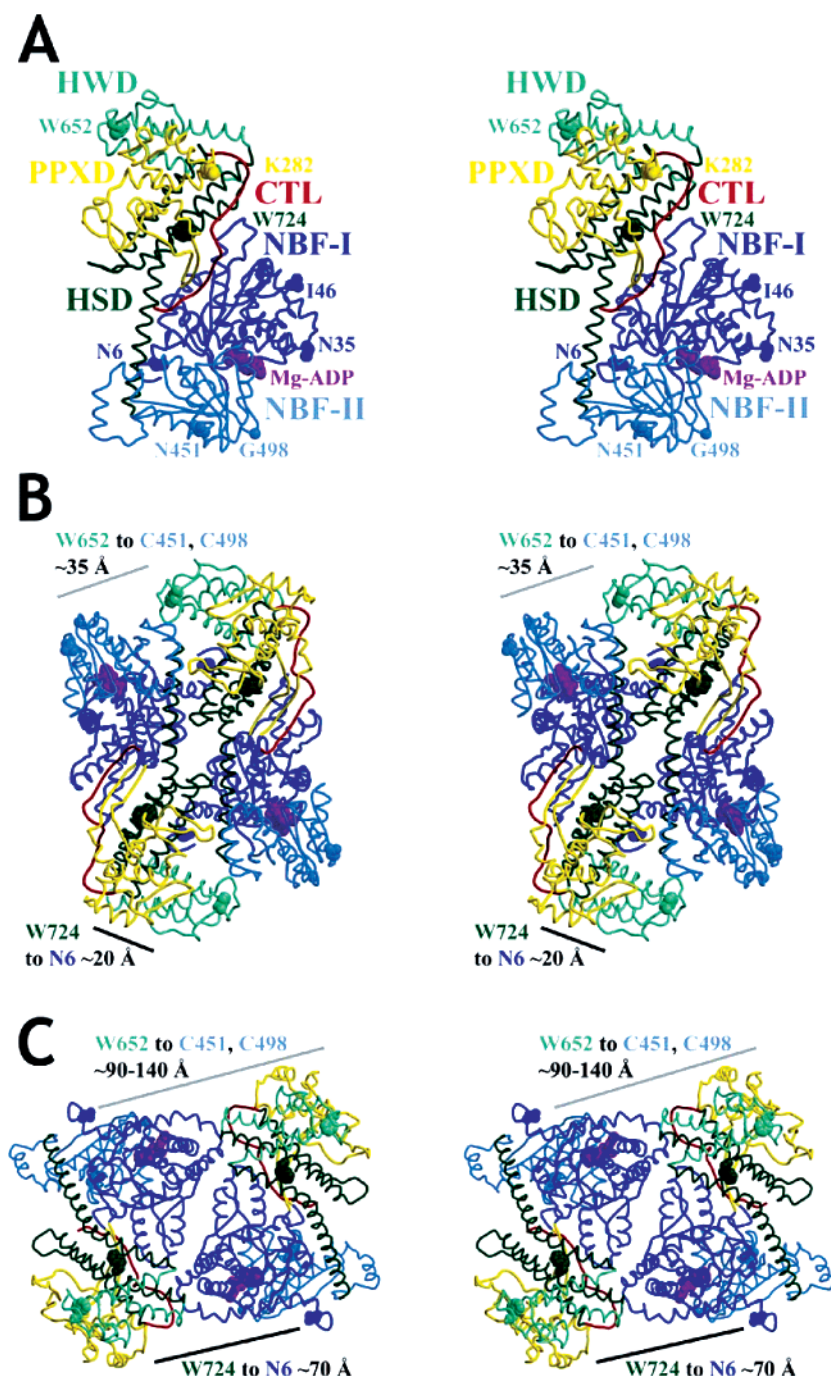 A
HWD HWD
W652 W652
PPXD K282 PPXD K282
CTL CTL
W724 W724
NBF-I NBF-I
HSD I46 HSD I46
N6 N35 N6 N35
Mg-ADP Mg-ADP
NBF-II NBF-II
N451 G498 N451 G498
B
W652 to C451, C498 W652 to C451, C498
~35 Å ~35 Å
W724 W724
to N6 ~20 Å to N6 ~20 Å
C
W652 to C451, C498 W652 to C451, C498
~90-140 Å ~90-140 Å
W724 to N6 ~70 Å W724 to N6 ~70 Å